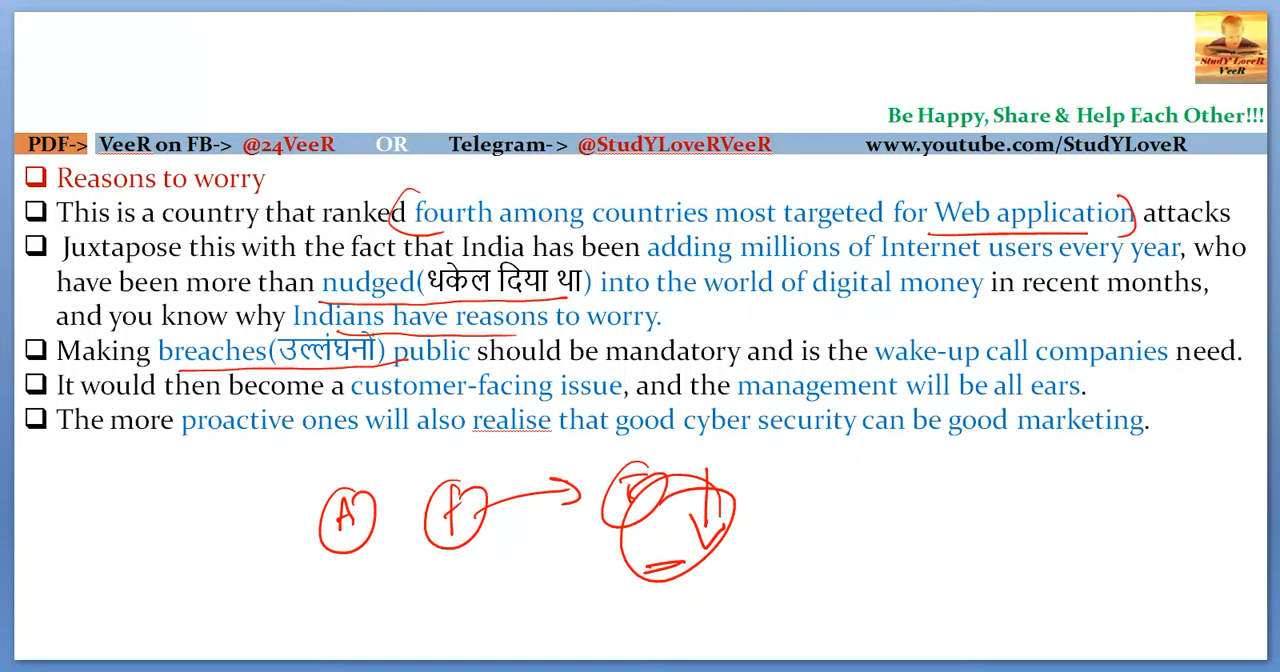 StudY LoveR
VeeR
Be Happy, Share & Help Each Other!!!
PDF-> VeeR on FB-> @24VeeR OR Telegram-> @StudYLoveRVeeR www.youtube.com/StudYLoveR
Reasons to worry
This is a country that ranked fourth among countries most targeted for Web application attacks
Juxtapose this with the fact that India has been adding millions of Internet users every year, who
have been more than nudged(धकेल दिया था) into the world of digital money in recent months,
and you know why Indians have reasons to worry.
Making breaches(उल्लंघनों) public should be mandatory and is the wake-up call companies need.
It would then become a customer-facing issue, and the management will be all ears.
The more proactive ones will also realise that good cyber security can be good marketing.
A